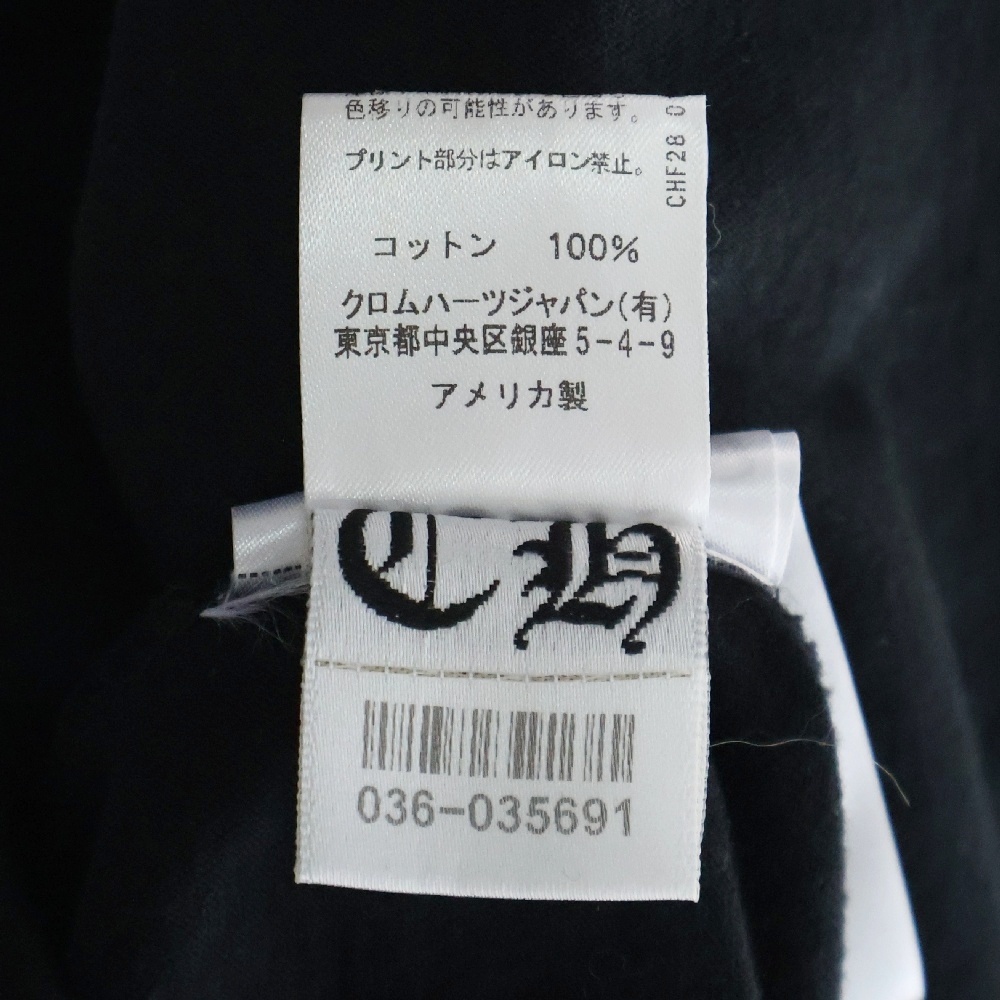 色移りの可能性があります。
プリント部分はアイロン禁止。
CHF28 0
コットン 100%
クロムハーツジャパン(有)
東京都中央区銀座5-4-9
アメリカ製
CH
036-035691